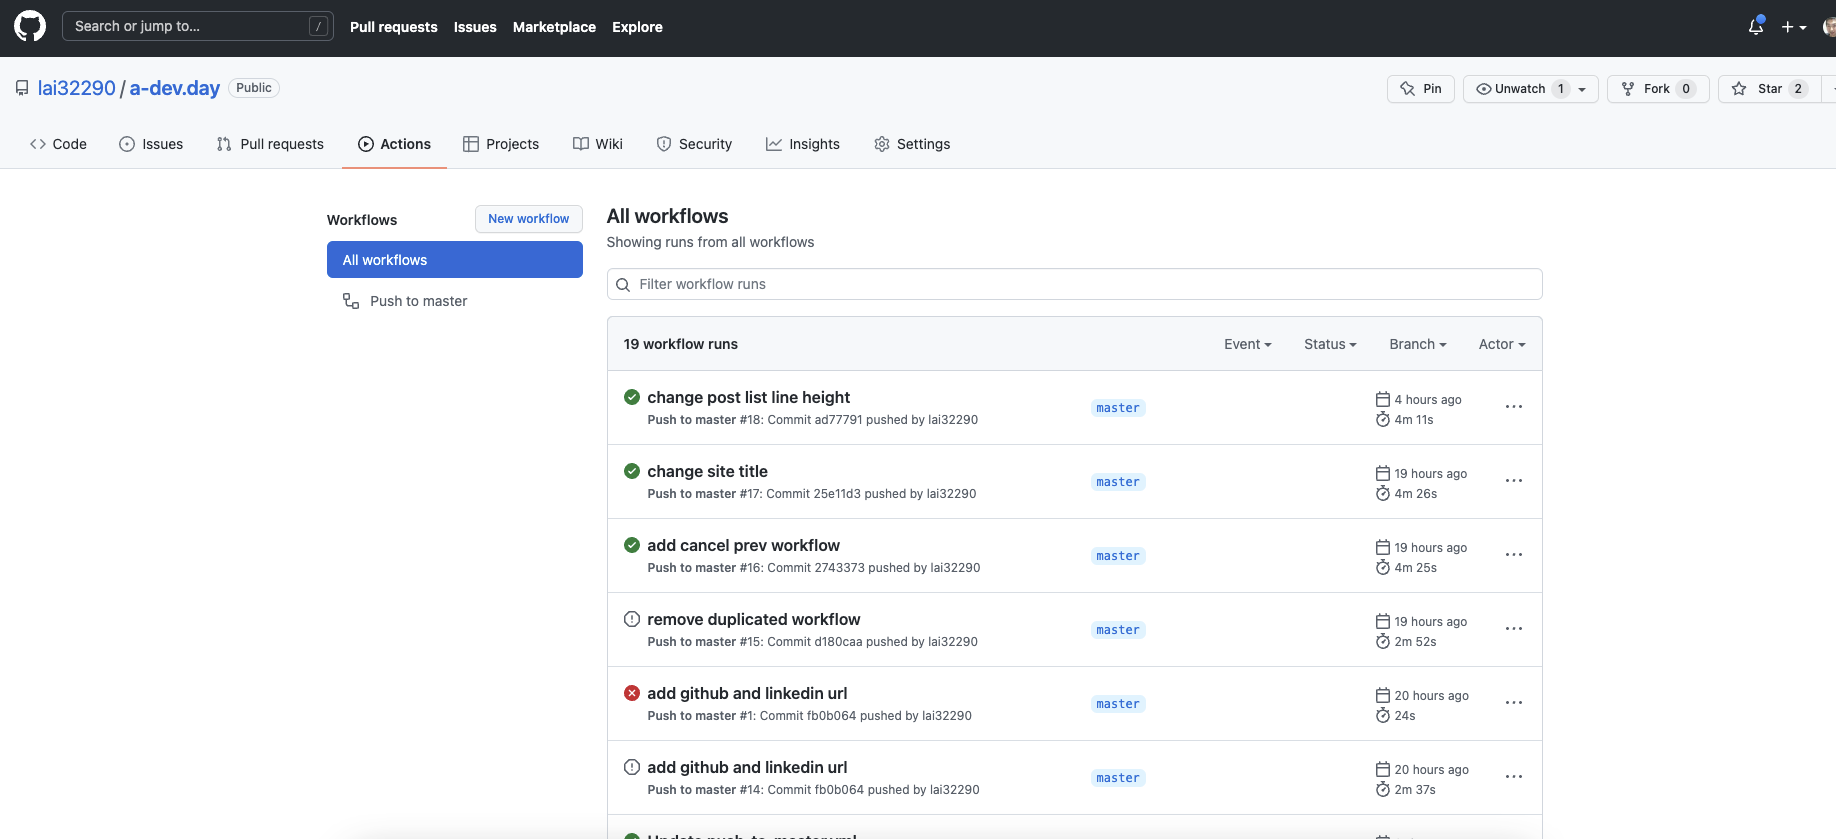 Search or jump to... /
Pull requests Issues Marketplace Explore
lai32290 / a-dev.day Public
Pin Unwatch 1 Fork 0 Star 2
Code Issues Pull requests Actions Projects Wiki Security Insights Settings
Workflows New workflow
All workflows
Push to master
All workflows
Showing runs from all workflows
Filter workflow runs
19 workflow runs Event Status Branch Actor
change post list line height
Push to master #18: Commit ad77791 pushed by lai32290
master
4 hours ago
4m 11s
change site title
Push to master #17: Commit 25e11d3 pushed by lai32290
master
19 hours ago
4m 26s
add cancel prev workflow
Push to master #16: Commit 2743373 pushed by lai32290
master
19 hours ago
4m 25s
remove duplicated workflow
Push to master #15: Commit d180caa pushed by lai32290
master
19 hours ago
2m 52s
add github and linkedin url
Push to master #1: Commit fb0b064 pushed by lai32290
master
20 hours ago
24s
add github and linkedin url
Push to master #14: Commit fb0b064 pushed by lai32290
master
20 hours ago
2m 37s